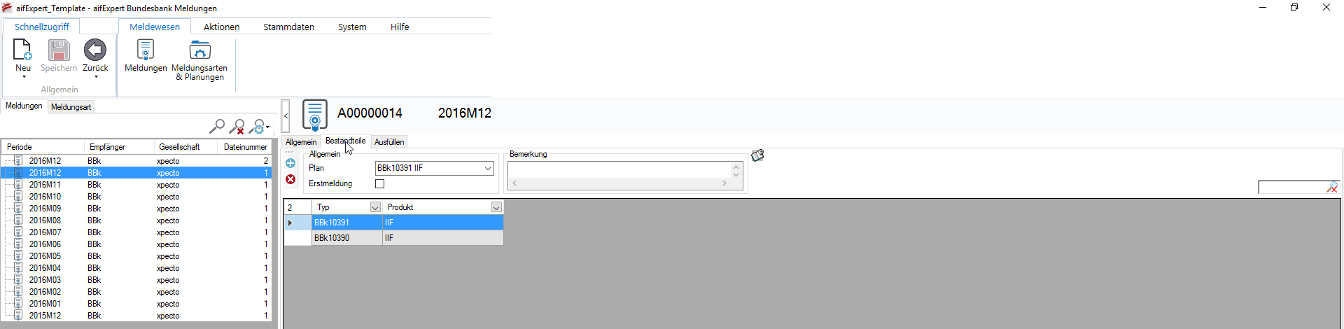 aifExpert_Template - aifExpert Bundesbank Meldungen
Schnellzugriff Meldewesen Aktionen Stammdaten System Hilfe
Neu Speichern Zurück Meldungen Meldungsarten & Planungen
Allgemein
Meldungen Meldungsart
A00000014 2016M12
Allgemein Bestandteile Ausfüllen
Periode Empfänger Gesellschaft Dateinummer
2016M12 BBk xpecto 2
2016M12 BBk xpecto 1
2016M11 BBk xpecto 1
2016M10 BBk xpecto 1
2016M09 BBk xpecto 1
2016M08 BBk xpecto 1
2016M07 BBk xpecto 1
2016M06 BBk xpecto 1
2016M05 BBk xpecto 1
2016M04 BBk xpecto 1
2016M03 BBk xpecto 1
2016M02 BBk xpecto 1
2016M01 BBk xpecto 1
2015M12 BBk xpecto 1
Allgemein Bemerkung
Plan BBk10391 IIF
Erstmeldung
2 Typ Produkt
BBk10391 IIF
BBk10390 IIF